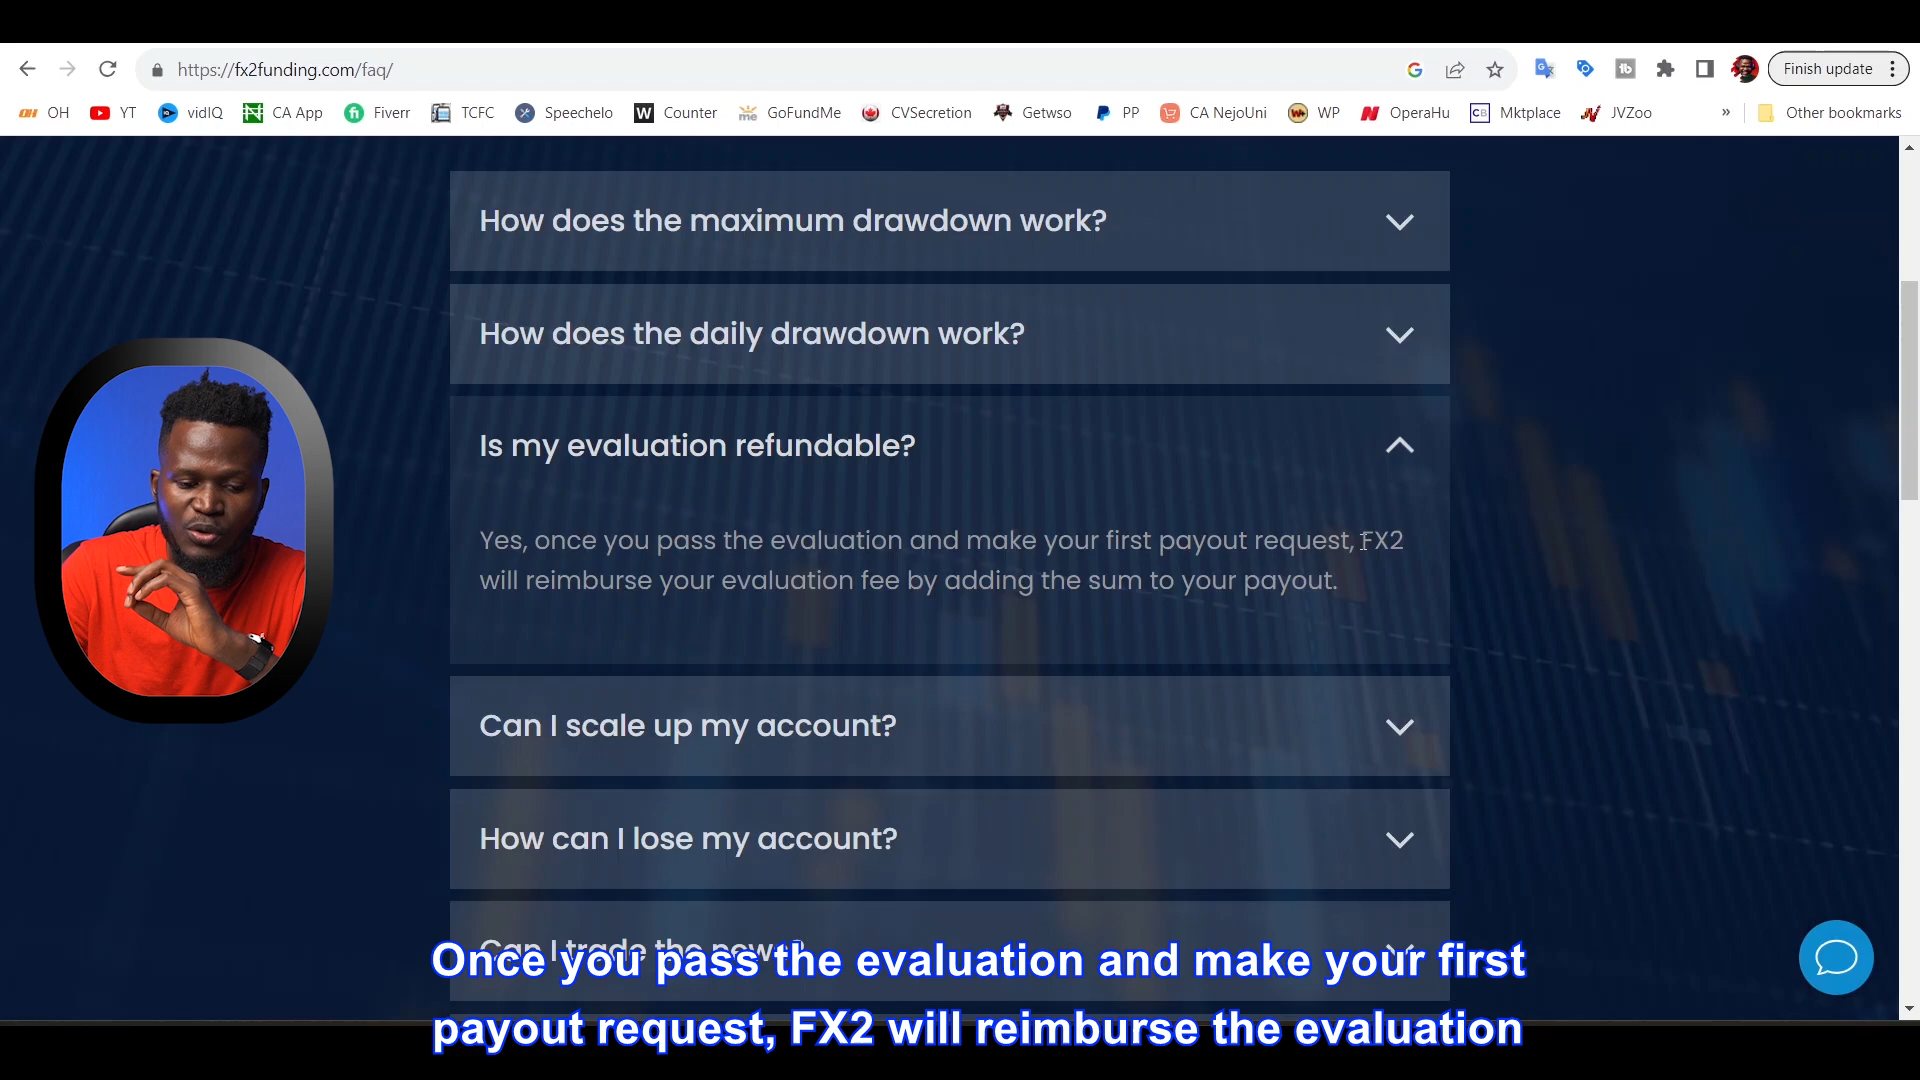 https://fx2funding.com/faq/
Finish update
OH YT vidIQ CA App Fiverr TCFC Speechelo Counter GoFundMe CVSecretion Getwso PP CA NejoUni WP OperaHu Mktplace JVZoo » Other bookmarks
How does the maximum drawdown work?
How does the daily drawdown work?
Is my evaluation refundable?
Yes, once you pass the evaluation and make your first payout request, FX2
will reimburse your evaluation fee by adding the sum to your payout.
Can I scale up my account?
How can I lose my account?
Can I trade the news?
Once you pass the evaluation and make your first
payout request, FX2 will reimburse the evaluation